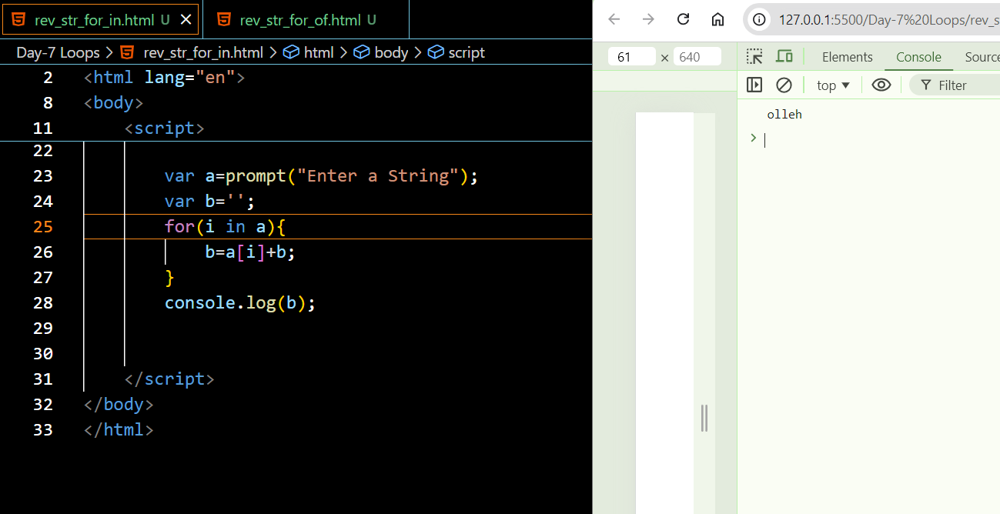 rev_str_for_in.html U
rev_str_for_of.html U
Day-7 Loops > rev_str_for_in.html > html > body > script
2 <html lang="en">
8 <body>
11 <script>
22
23 var a=prompt("Enter a String");
24 var b='';
25 for(i in a){
26 b=a[i]+b;
27 }
28 console.log(b);
29
30
31 </script>
32 </body>
33 </html>
127.0.0.1:5500/Day-7%20Loops/rev_s
61 × 640
Elements Console Source
top Filter
olleh
>